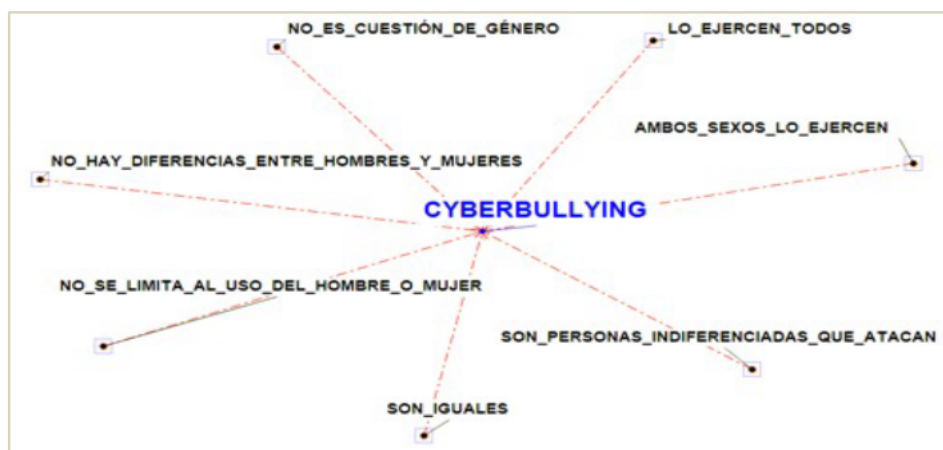 NO_ES_CUESTIÓN_DE_GÉNERO
LO_EJERCEN_TODOS
AMBOS_SEXOS_LO_EJERCEN
NO_HAY_DIFERENCIAS_ENTRE_HOMBRES_Y_MUJERES
CYBERBULLYING
NO_SE_LIMITA_AL_USO_DEL_HOMBRE_O_MUJER
SON_PERSONAS_INDIFERENCIADAS_QUE_ATACAN
SON_IGUALES